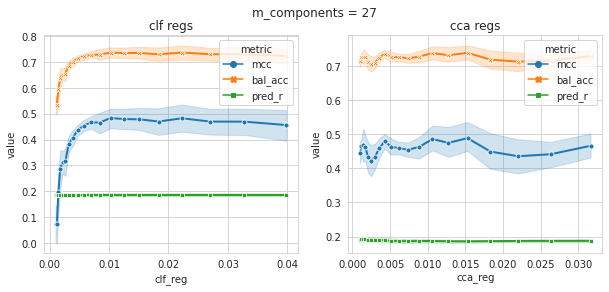 m_components = 27
clf regs
cca regs
value
0.8
0.7
0.6
0.5
0.4
0.3
0.2
0.1
0.0
0.00
0.01
0.02
0.03
0.04
clf_reg
metric
mcc
bal_acc
pred_r
value
0.7
0.6
0.5
0.4
0.3
0.2
0.000
0.005
0.010
0.015
0.020
0.025
0.030
cca_reg
metric
mcc
bal_acc
pred_r